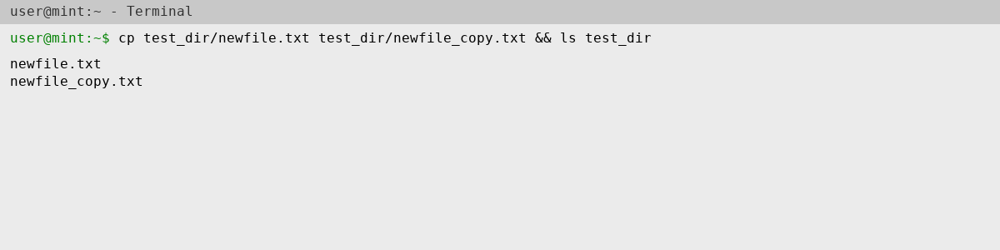 user@mint:~ - Terminal
user@mint:~$ cp test_dir/newfile.txt test_dir/newfile_copy.txt && ls test_dir
newfile.txt
newfile_copy.txt